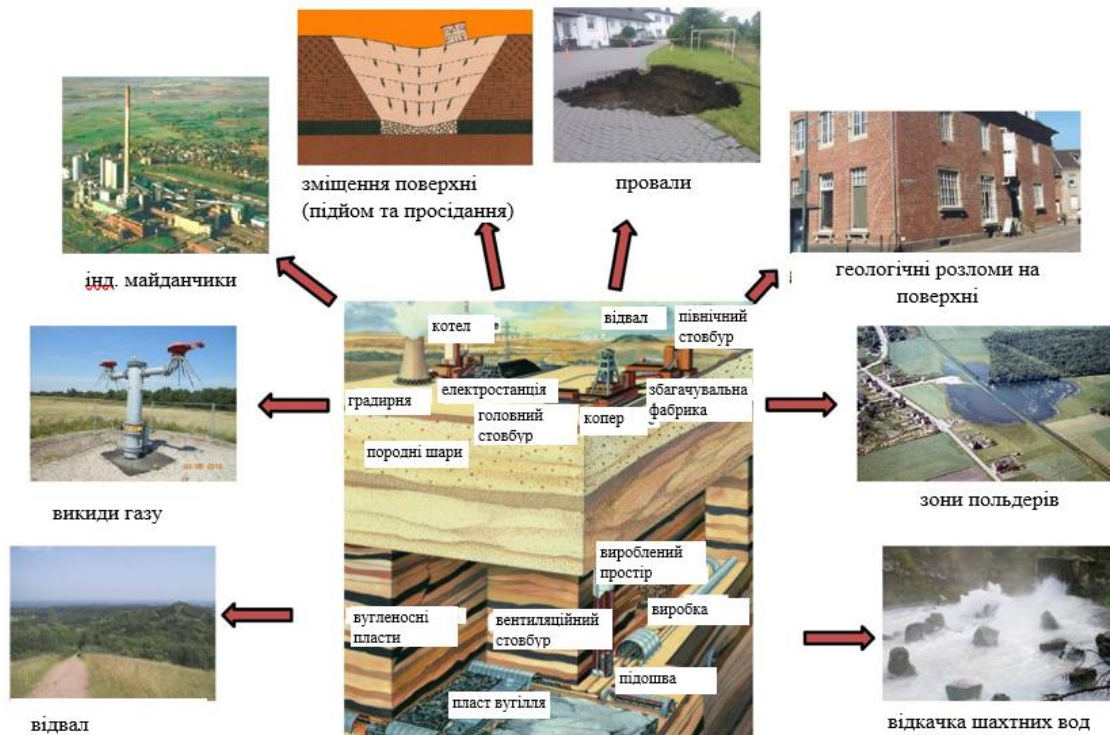 зміщення поверхні
(підйом та просідання)
провали
інд. майданчики
геологічні розломи на
поверхні
викиди газу
зони польдерів
відвал
відкачка шахтних вод
котел
відвал
північний
стовбур
градирня
електростанція
головний
стовбур
копер
збагачувальна
фабрика
породні шари
вироблений
простір
виробка
вугленосні
пласти
вентиляційний
стовбур
підошва
пласт вугілля